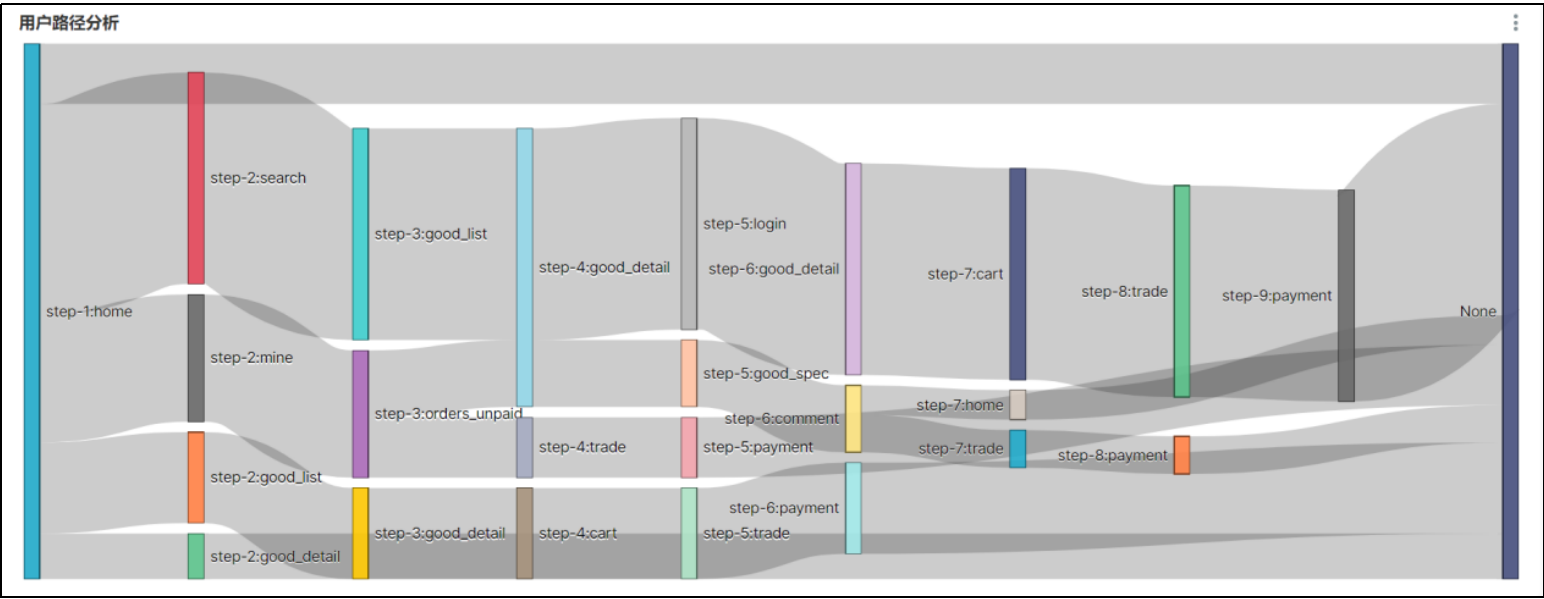 用户路径分析
step-1:home
step-2:search
step-2:mine
step-2:good_list
step-2:good_detail
step-3:good_list
step-3:orders_unpaid
step-3:good_detail
step-4:good_detail
step-4:trade
step-4:cart
step-5:login
step-5:good_spec
step-5:payment
step-5:trade
step-6:good_detail
step-6:comment
step-6:payment
step-7:cart
step-7:home
step-7:trade
step-8:trade
step-8:payment
step-9:payment
None